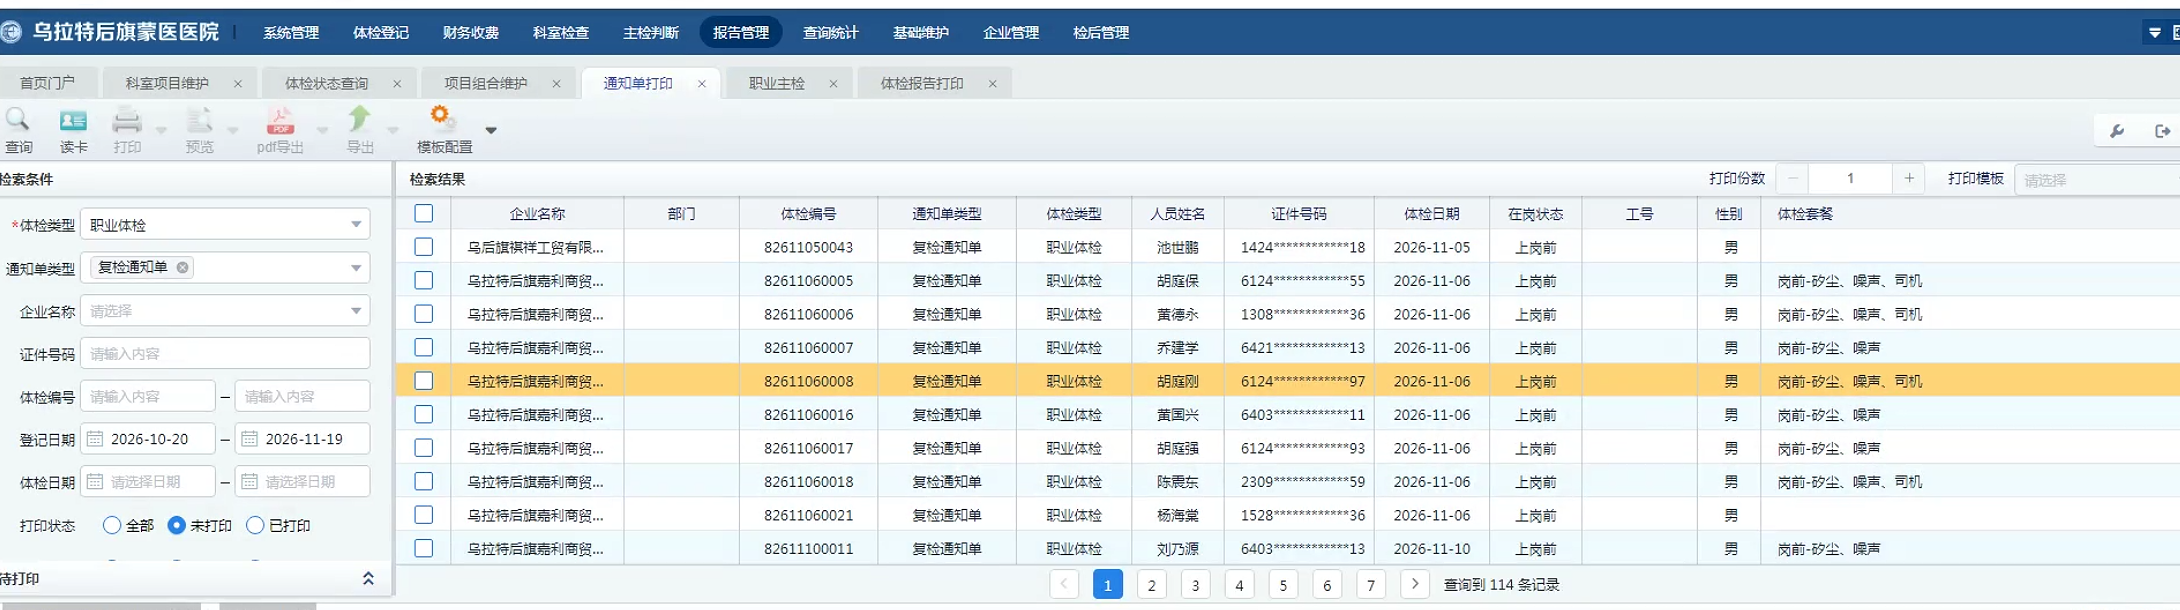 乌拉特后旗蒙医医院 系统管理 体检登记 财务收费 科室检查 主检判断 报告管理 查询统计 基础维护 企业管理 检后管理
首页门户 科室项目维护 × 体检状态查询 × 项目组合维护 × 通知单打印 × 职业主检 × 体检报告打印 ×
查询 读卡 打印 预览 pdf导出 导出 模板配置
检索条件
*体检类型 职业体检
通知单类型 复检通知单
企业名称 请选择
证件号码 请输入内容
体检编号 请输入内容 – 请输入内容
登记日期 2026-10-20 – 2026-11-19
体检日期 请选择日期 – 请选择日期
打印状态 全部 未打印 已打印
待打印
检索结果 打印份数 − 1 + 打印模板 请选择
企业名称 部门 体检编号 通知单类型 体检类型 人员姓名 证件号码 体检日期 在岗状态 工号 性别 体检套餐
乌后旗祺祥工贸有限... 82611050043 复检通知单 职业体检 池世鹏 1424************18 2026-11-05 上岗前 男
乌拉特后旗嘉利商贸... 82611060005 复检通知单 职业体检 胡庭保 6124************55 2026-11-06 上岗前 男 岗前-矽尘、噪声、司机
乌拉特后旗嘉利商贸... 82611060006 复检通知单 职业体检 黄德永 1308************36 2026-11-06 上岗前 男 岗前-矽尘、噪声、司机
乌拉特后旗嘉利商贸... 82611060007 复检通知单 职业体检 乔建学 6421************13 2026-11-06 上岗前 男 岗前-矽尘、噪声
乌拉特后旗嘉利商贸... 82611060008 复检通知单 职业体检 胡庭刚 6124************97 2026-11-06 上岗前 男 岗前-矽尘、噪声、司机
乌拉特后旗嘉利商贸... 82611060016 复检通知单 职业体检 黄国兴 6403************11 2026-11-06 上岗前 男 岗前-矽尘、噪声
乌拉特后旗嘉利商贸... 82611060017 复检通知单 职业体检 胡庭强 6124************93 2026-11-06 上岗前 男 岗前-矽尘、噪声
乌拉特后旗嘉利商贸... 82611060018 复检通知单 职业体检 陈震东 2309************59 2026-11-06 上岗前 男 岗前-矽尘、噪声、司机
乌拉特后旗嘉利商贸... 82611060021 复检通知单 职业体检 杨海棠 1528************36 2026-11-06 上岗前 男
乌拉特后旗嘉利商贸... 82611100011 复检通知单 职业体检 刘乃源 6403************13 2026-11-10 上岗前 男 岗前-矽尘、噪声
< 1 2 3 4 5 6 7 > 查询到 114 条记录